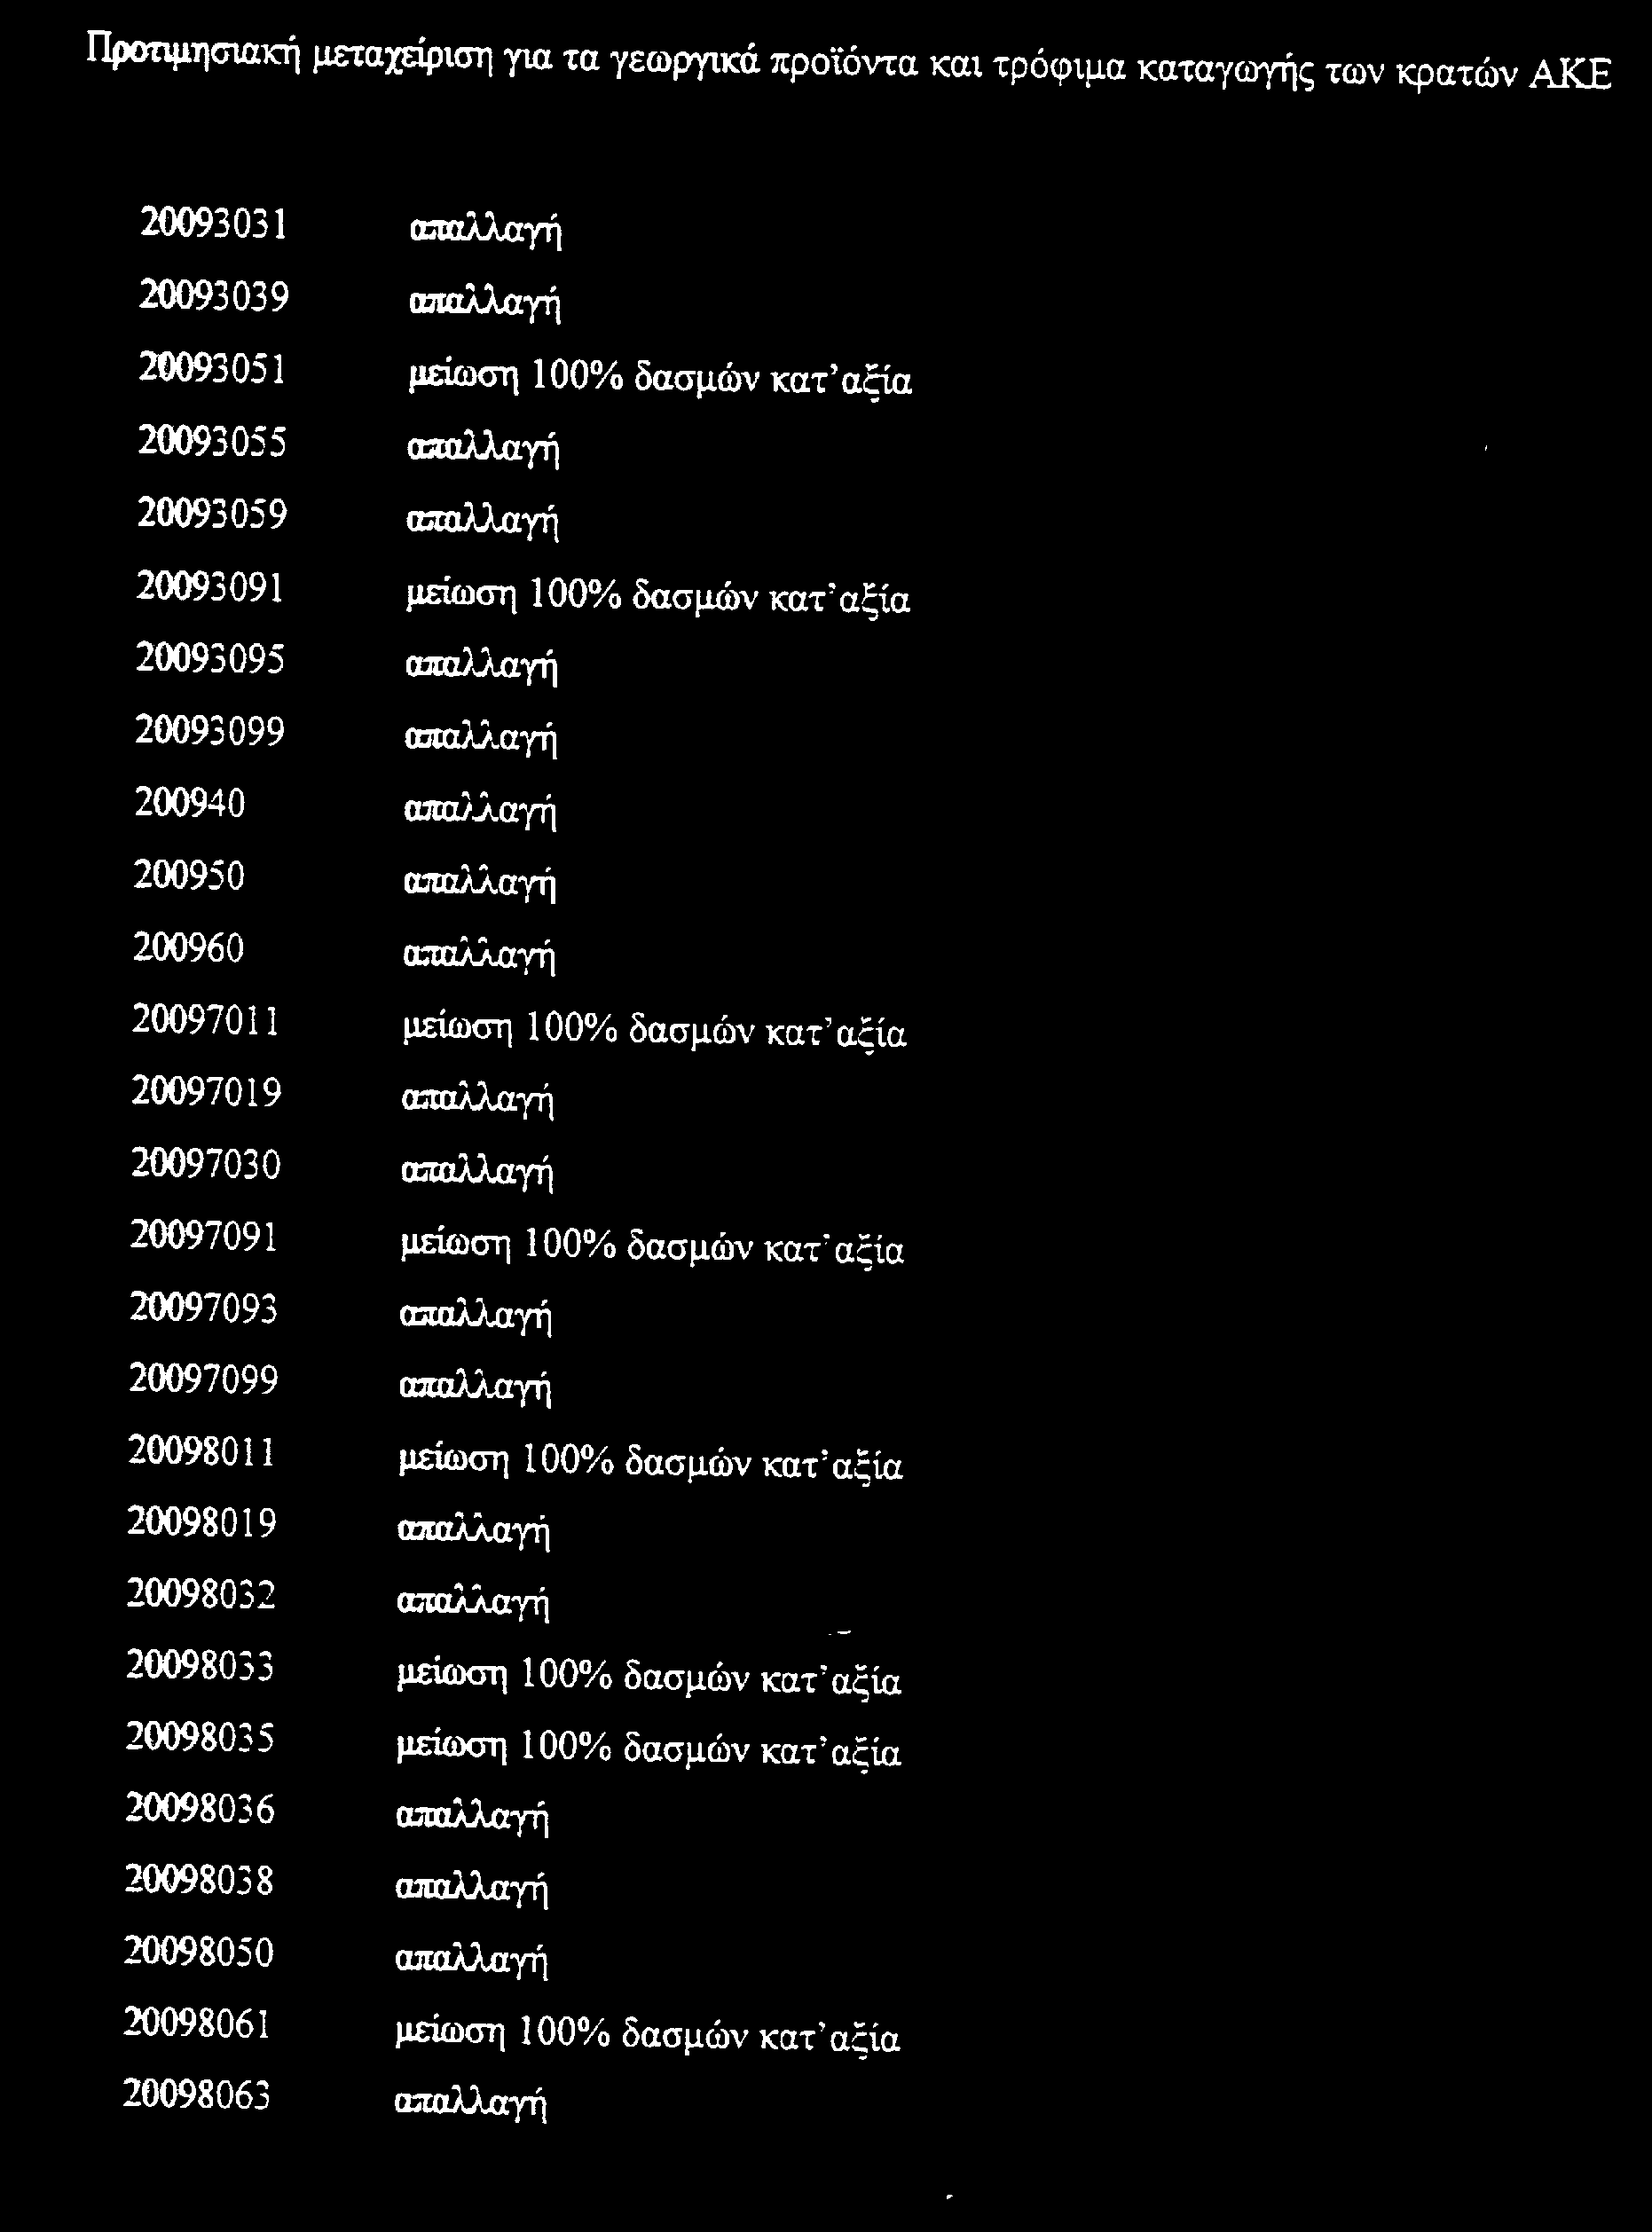 Προτιμησιακή μεταχείριση για τα γεωργικά προϊόντα και τρόφιμα καταγωγής των κρατών ΑΚΕ
20093031 απαλλαγή
20093039 απαλλαγή
20093051 μείωση 100% δασμών κατ’αξία
20093055 απαλλαγή
20093059 απαλλαγή
20093091 μείωση 100% δασμών κατ’αξία
20093095 απαλλαγή
20093099 απαλλαγή
200940 απαλλαγή
200950 απαλλαγή
200960 απαλλαγή
20097011 μείωση 100% δασμών κατ’αξία
20097019 απαλλαγή
20097030 απαλλαγή
20097091 μείωση 100% δασμών κατ’αξία
20097093 απαλλαγή
20097099 απαλλαγή
20098011 μείωση 100% δασμών κατ’αξία
20098019 απαλλαγή
20098032 απαλλαγή
20098033 μείωση 100% δασμών κατ’αξία
20098035 μείωση 100% δασμών κατ’αξία
20098036 απαλλαγή
20098038 απαλλαγή
20098050 απαλλαγή
20098061 μείωση 100% δασμών κατ’αξία
20098063 απαλλαγή